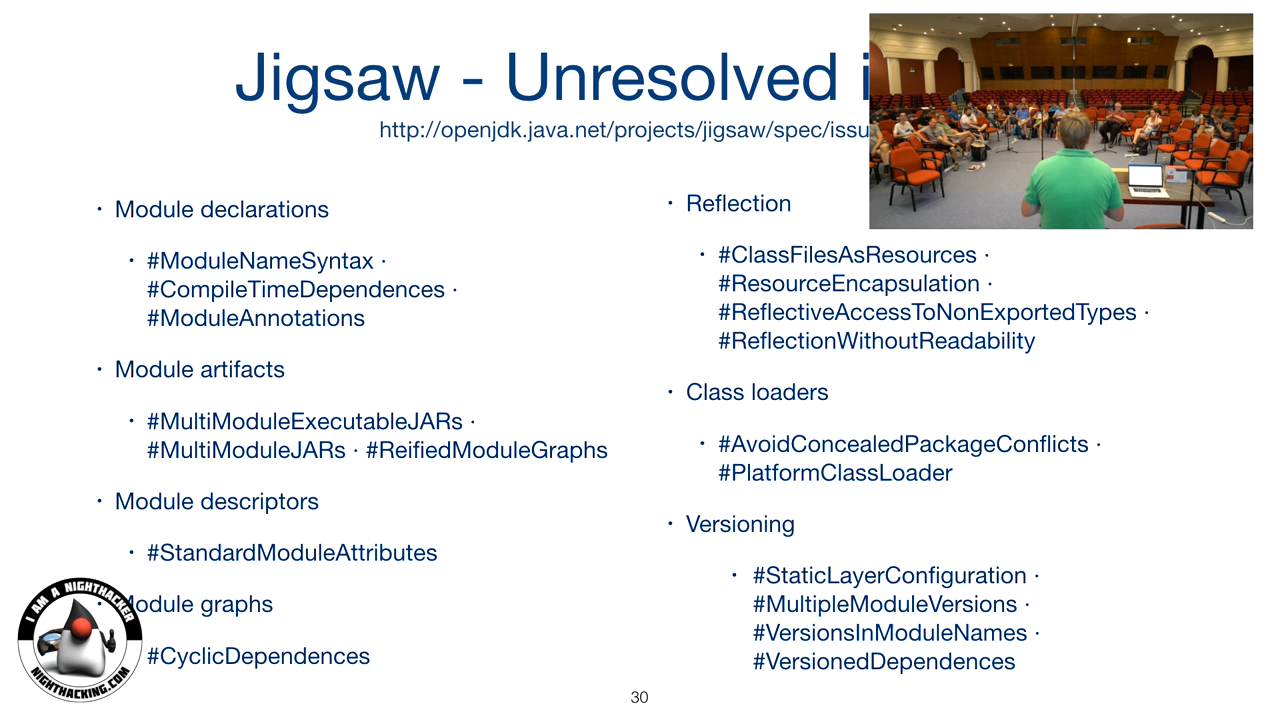 Jigsaw - Unresolved i
http://openjdk.java.net/projects/jigsaw/spec/issu
• Module declarations
• #ModuleNameSyntax ·
#CompileTimeDependences ·
#ModuleAnnotations
• Module artifacts
• #MultiModuleExecutableJARs ·
#MultiModuleJARs · #ReifiedModuleGraphs
• Module descriptors
• #StandardModuleAttributes
• Module graphs
#CyclicDependences
• Reflection
• #ClassFilesAsResources ·
#ResourceEncapsulation ·
#ReflectiveAccessToNonExportedTypes ·
#ReflectionWithoutReadability
• Class loaders
• #AvoidConcealedPackageConflicts ·
#PlatformClassLoader
• Versioning
• #StaticLayerConfiguration ·
#MultipleModuleVersions ·
#VersionsInModuleNames ·
#VersionedDependences
I AM A NIGHTHACKER
NIGHTHACKING.COM
30